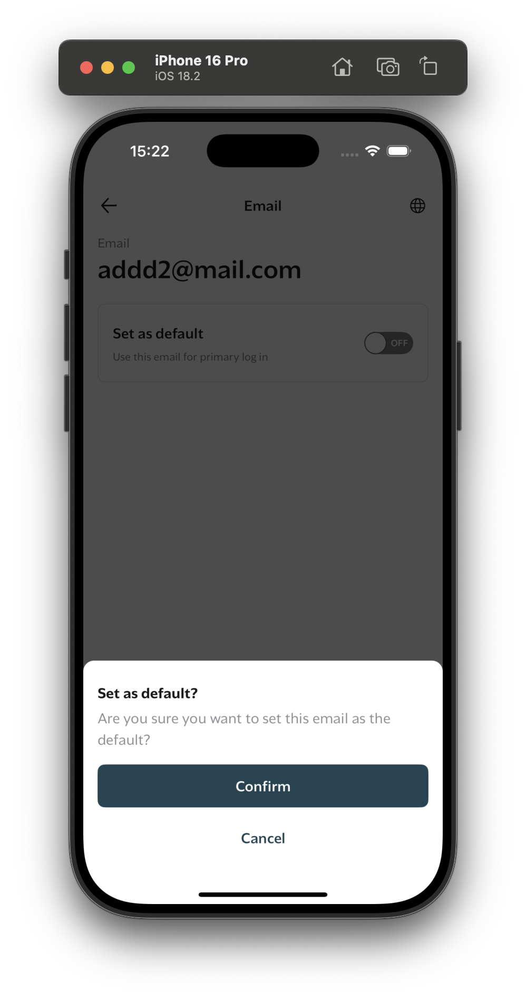 iPhone 16 Pro
iOS 18.2
15:22
Email
Email
addd2@mail.com
Set as default
OFF
Use this email for primary log in
Set as default?
Are you sure you want to set this email as the
default?
Confirm
Cancel